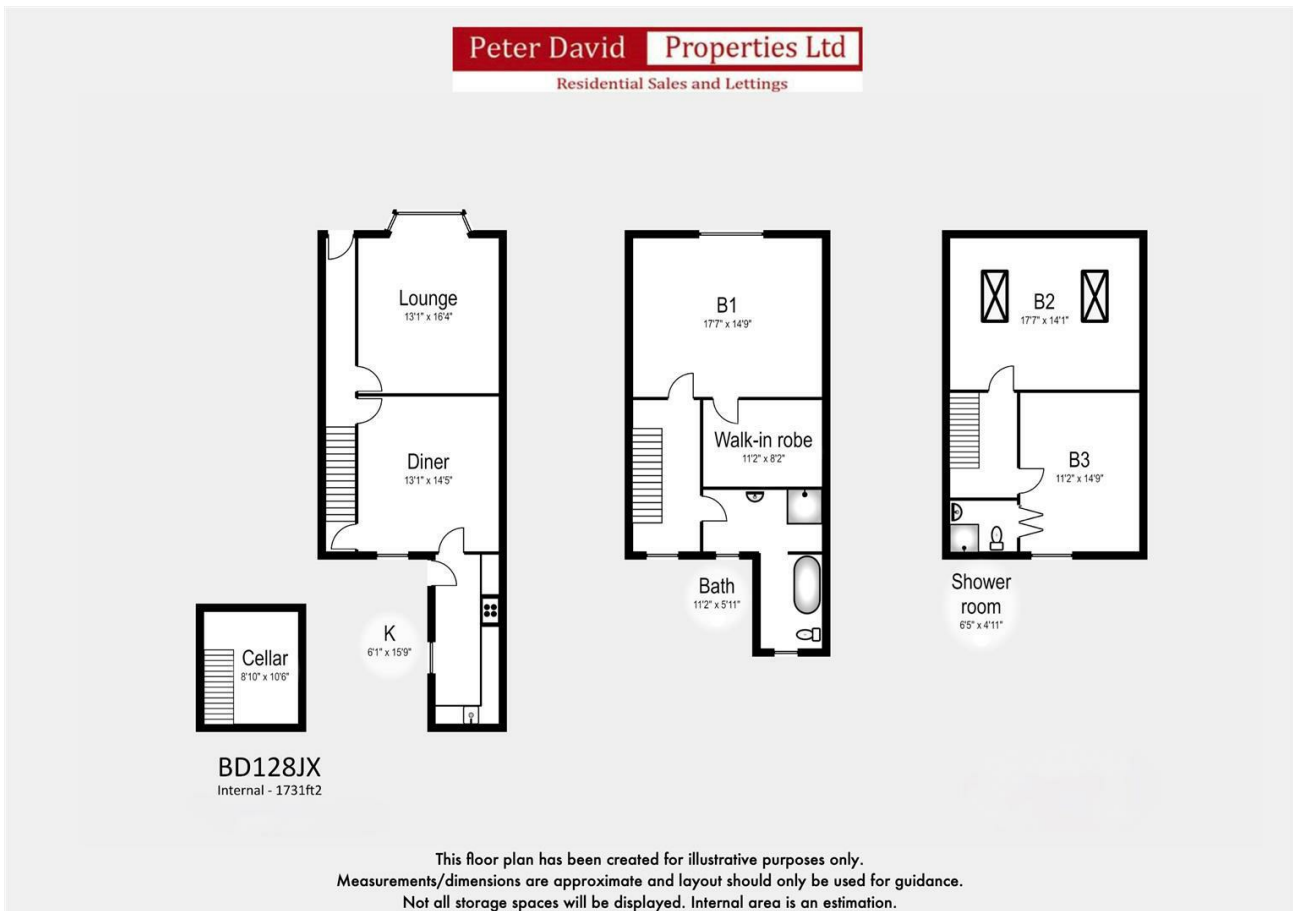 Peter David Properties Ltd
Residential Sales and Lettings
Lounge
13'1" x 16'4"
Diner
13'1" x 14'5"
K
6'1" x 15'9"
Cellar
8'10" x 10'6"
BD128JX
Internal - 1731ft2
B1
17'7" x 14'9"
Walk-in robe
11'2" x 8'2"
Bath
11'2" x 5'11"
B2
17'7" x 14'1"
B3
11'2" x 14'9"
Shower
room
6'5" x 4'11"
This floor plan has been created for illustrative purposes only.
Measurements/dimensions are approximate and layout should only be used for guidance.
Not all storage spaces will be displayed. Internal area is an estimation.